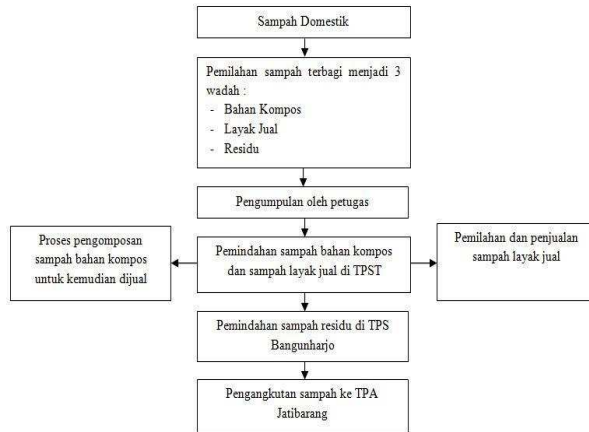 Sampah Domestik
Pemilahan sampah terbagi menjadi 3
wadah :
- Bahan Kompos
- Layak Jual
- Residu
Pengumpulan oleh petugas
Proses pengomposan
sampah bahan kompos
untuk kemudian dijual
Pemindahan sampah bahan kompos
dan sampah layak jual di TPST
Pemilahan dan penjualan
sampah layak jual
Pemindahan sampah residu di TPS
Bangunharjo
Pengangkutan sampah ke TPA
Jatibarang